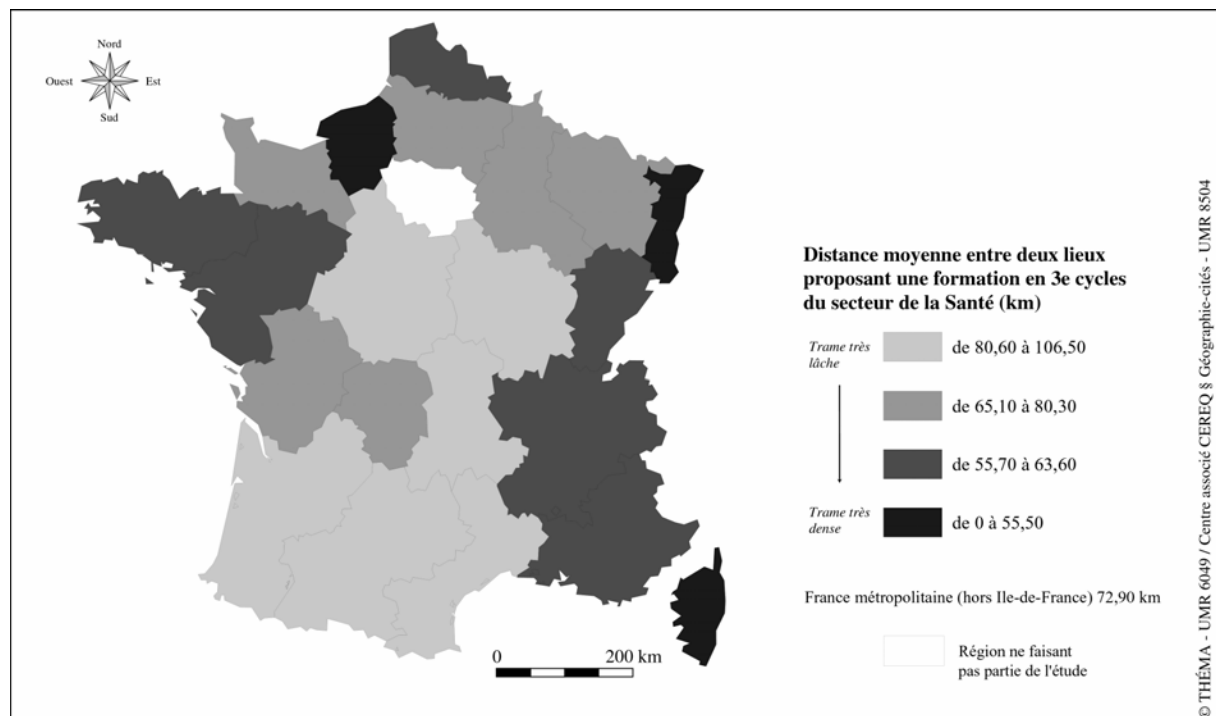 Nord
Ouest
Est
Sud
Distance moyenne entre deux lieux
proposant une formation en 3e cycles
du secteur de la Santé (km)
Trame très
lâche
de 80,60 à 106,50
de 65,10 à 80,30
de 55,70 à 63,60
Trame très
dense
de 0 à 55,50
France métropolitaine (hors Ile-de-France) 72,90 km
Région ne faisant
pas partie de l'étude
0
200 km
© THÉMA - UMR 6049 / Centre associé CEREQ § Géographie-cités - UMR 8504